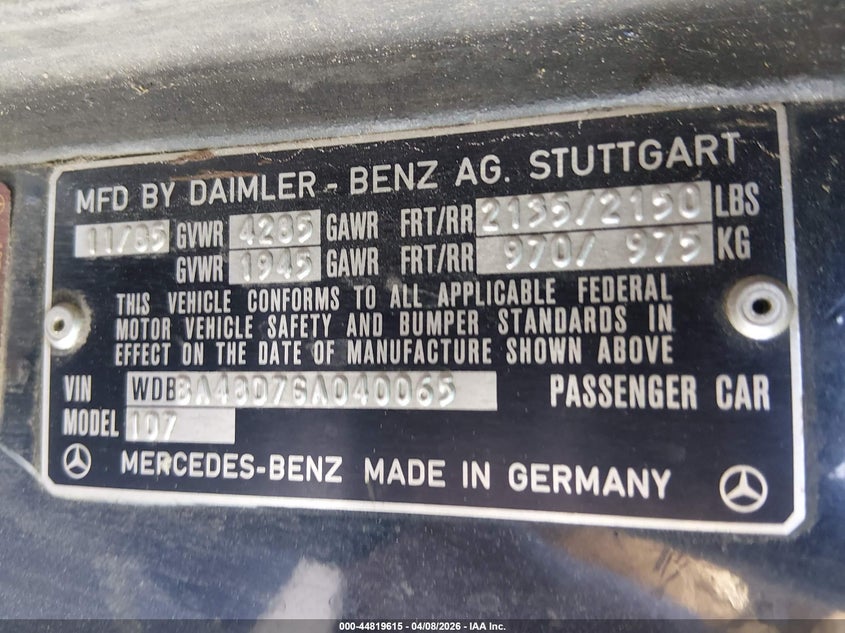 MFD BY DAIMLER - BENZ AG. STUTTGART
11/85 GVWR 4285 GAWR FRT/RR 2135/2150 LBS
GVWR 1945 GAWR FRT/RR 970/ 975 KG
THIS VEHICLE CONFORMS TO ALL APPLICABLE FEDERAL
MOTOR VEHICLE SAFETY AND BUMPER STANDARDS IN
EFFECT ON THE DATE OF MANUFACTURE SHOWN ABOVE
VIN WDBBA48D7GA040065 PASSENGER CAR
MODEL 107
MERCEDES-BENZ MADE IN GERMANY
000-44819615 - 04/08/2026 - IAA Inc.